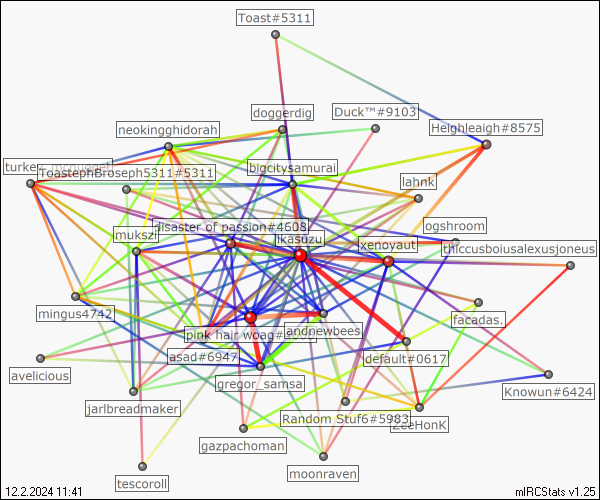 Toast#5311
doggerdig
Duck™#9103
neokingghidorah
Heighleaigh#8575
bigcitysamurai
ToastephBroseph5311#5311
lahnk
disaster of passion#4608
ogshroom
mukszi
ikasuzu
xenoyaut
thiccusboiusalexusjoneus
mingus4742
pink hair woag#
andnewbees
facadas.
asad#6947
default#0617
avelicious
gregor_samsa
Knowun#6424
jarlbreadmaker
Random Stuf6#5983
ZeeHonK
gazpachoman
moonraven
tescoroll
12.2.2024 11:41
mIRCStats v1.25